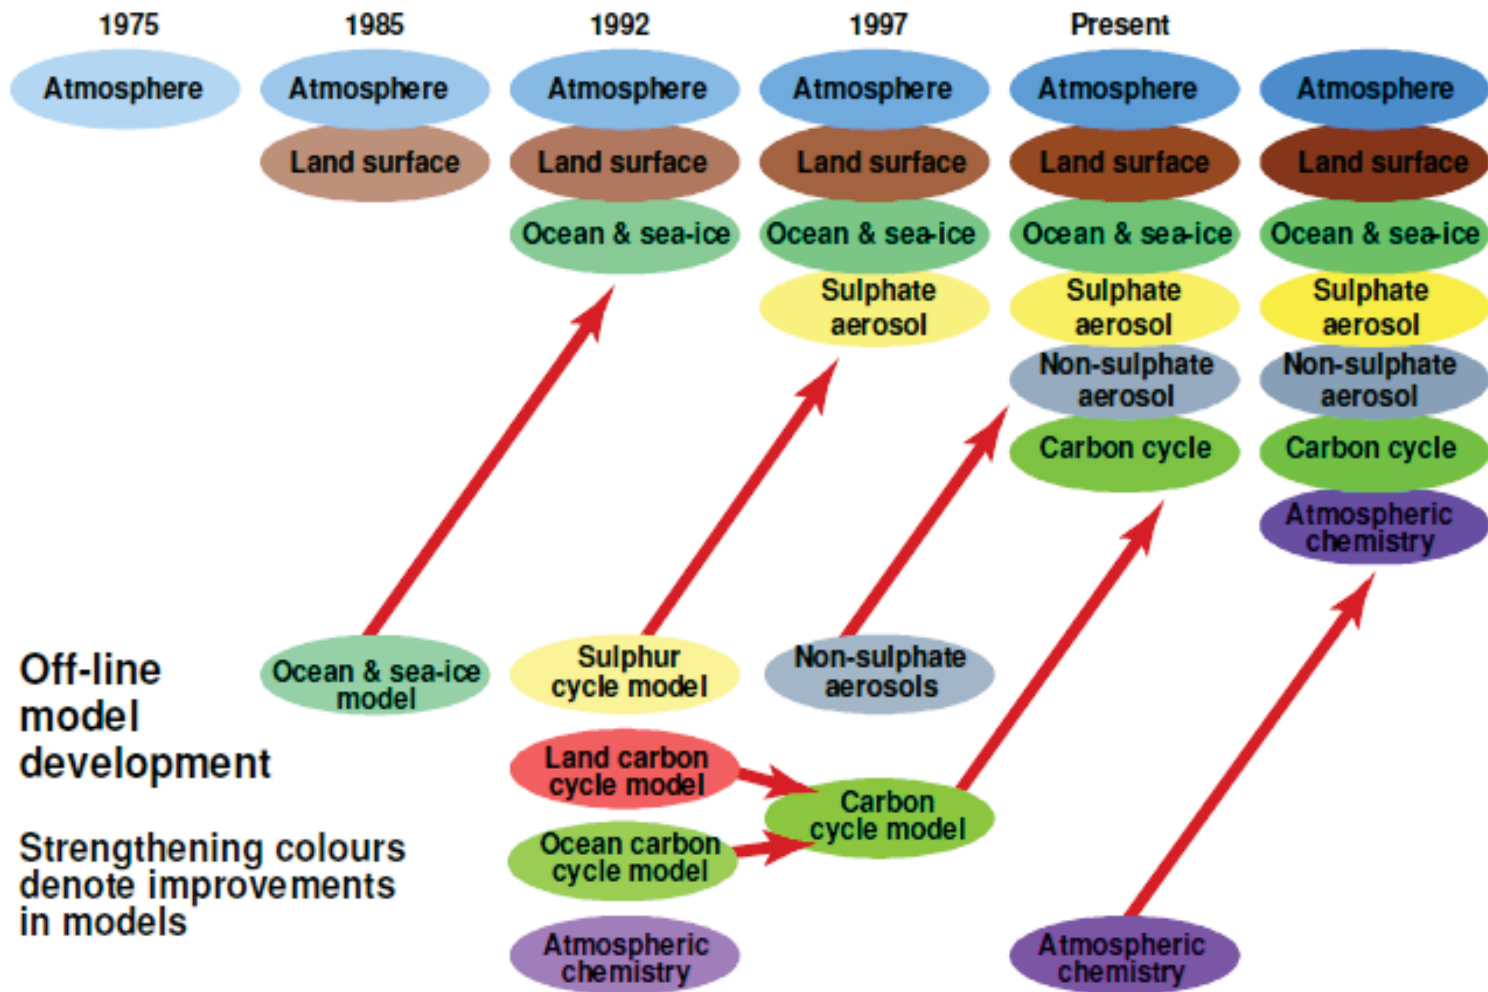 1975 1985 1992 1997 Present
Atmosphere Atmosphere Atmosphere Atmosphere Atmosphere Atmosphere
Land surface Land surface Land surface Land surface Land surface
Ocean & sea-ice Ocean & sea-ice Ocean & sea-ice Ocean & sea-ice
Sulphate Sulphate Sulphate
aerosol aerosol aerosol
Non-sulphate Non-sulphate
aerosol aerosol
Carbon cycle Carbon cycle
Atmospheric
chemistry
Off-line
model
development
Ocean & sea-ice
model
Sulphur
cycle model
Non-sulphate
aerosols
Land carbon
cycle model
Carbon
cycle model
Ocean carbon
cycle model
Strengthening colours
denote improvements
in models
Atmospheric
chemistry
Atmospheric
chemistry